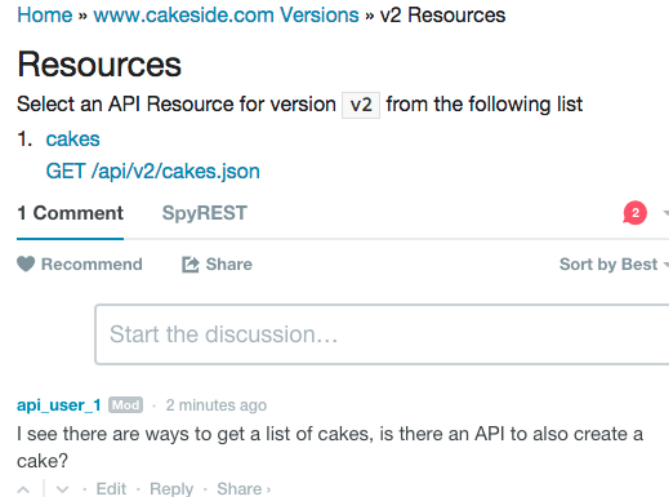 Home » www.cakeside.com Versions » v2 Resources
Resources
Select an API Resource for version v2 from the following list
1. cakes
GET /api/v2/cakes.json
1 Comment SpyREST 2
Recommend Share Sort by Best
Start the discussion...
api_user_1 Mod · 2 minutes ago
I see there are ways to get a list of cakes, is there an API to also create a
cake?
· Edit · Reply · Share ›